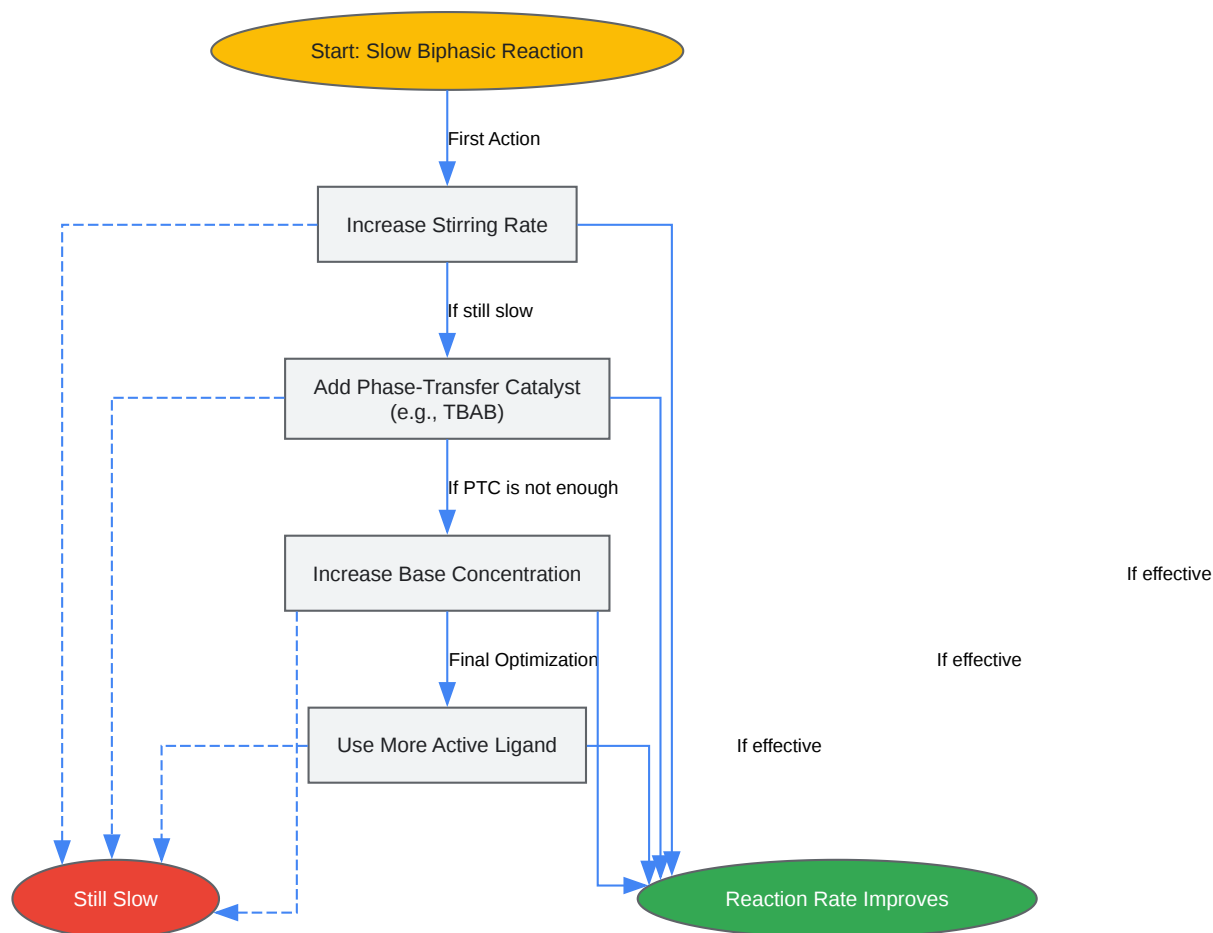 Start: Slow Biphasic Reaction
First Action
Increase Stirring Rate
If still slow
Add Phase-Transfer Catalyst
(e.g., TBAB)
If PTC is not enough
Increase Base Concentration
If effective
Final Optimization
If effective
Use More Active Ligand
If effective
Still Slow
Reaction Rate Improves